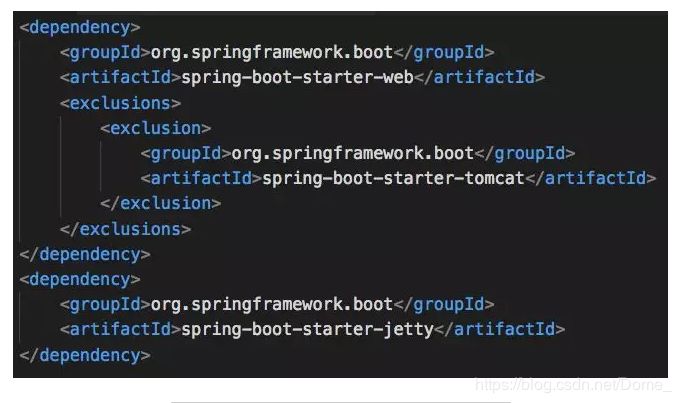 <dependency>
    <groupId>org.springframework.boot</groupId>
    <artifactId>spring-boot-starter-web</artifactId>
    <exclusions>
        <exclusion>
            <groupId>org.springframework.boot</groupId>
            <artifactId>spring-boot-starter-tomcat</artifactId>
        </exclusion>
    </exclusions>
</dependency>
<dependency>
    <groupId>org.springframework.boot</groupId>
    <artifactId>spring-boot-starter-jetty</artifactId>
</dependency>
https://blog.csdn.net/Dome_